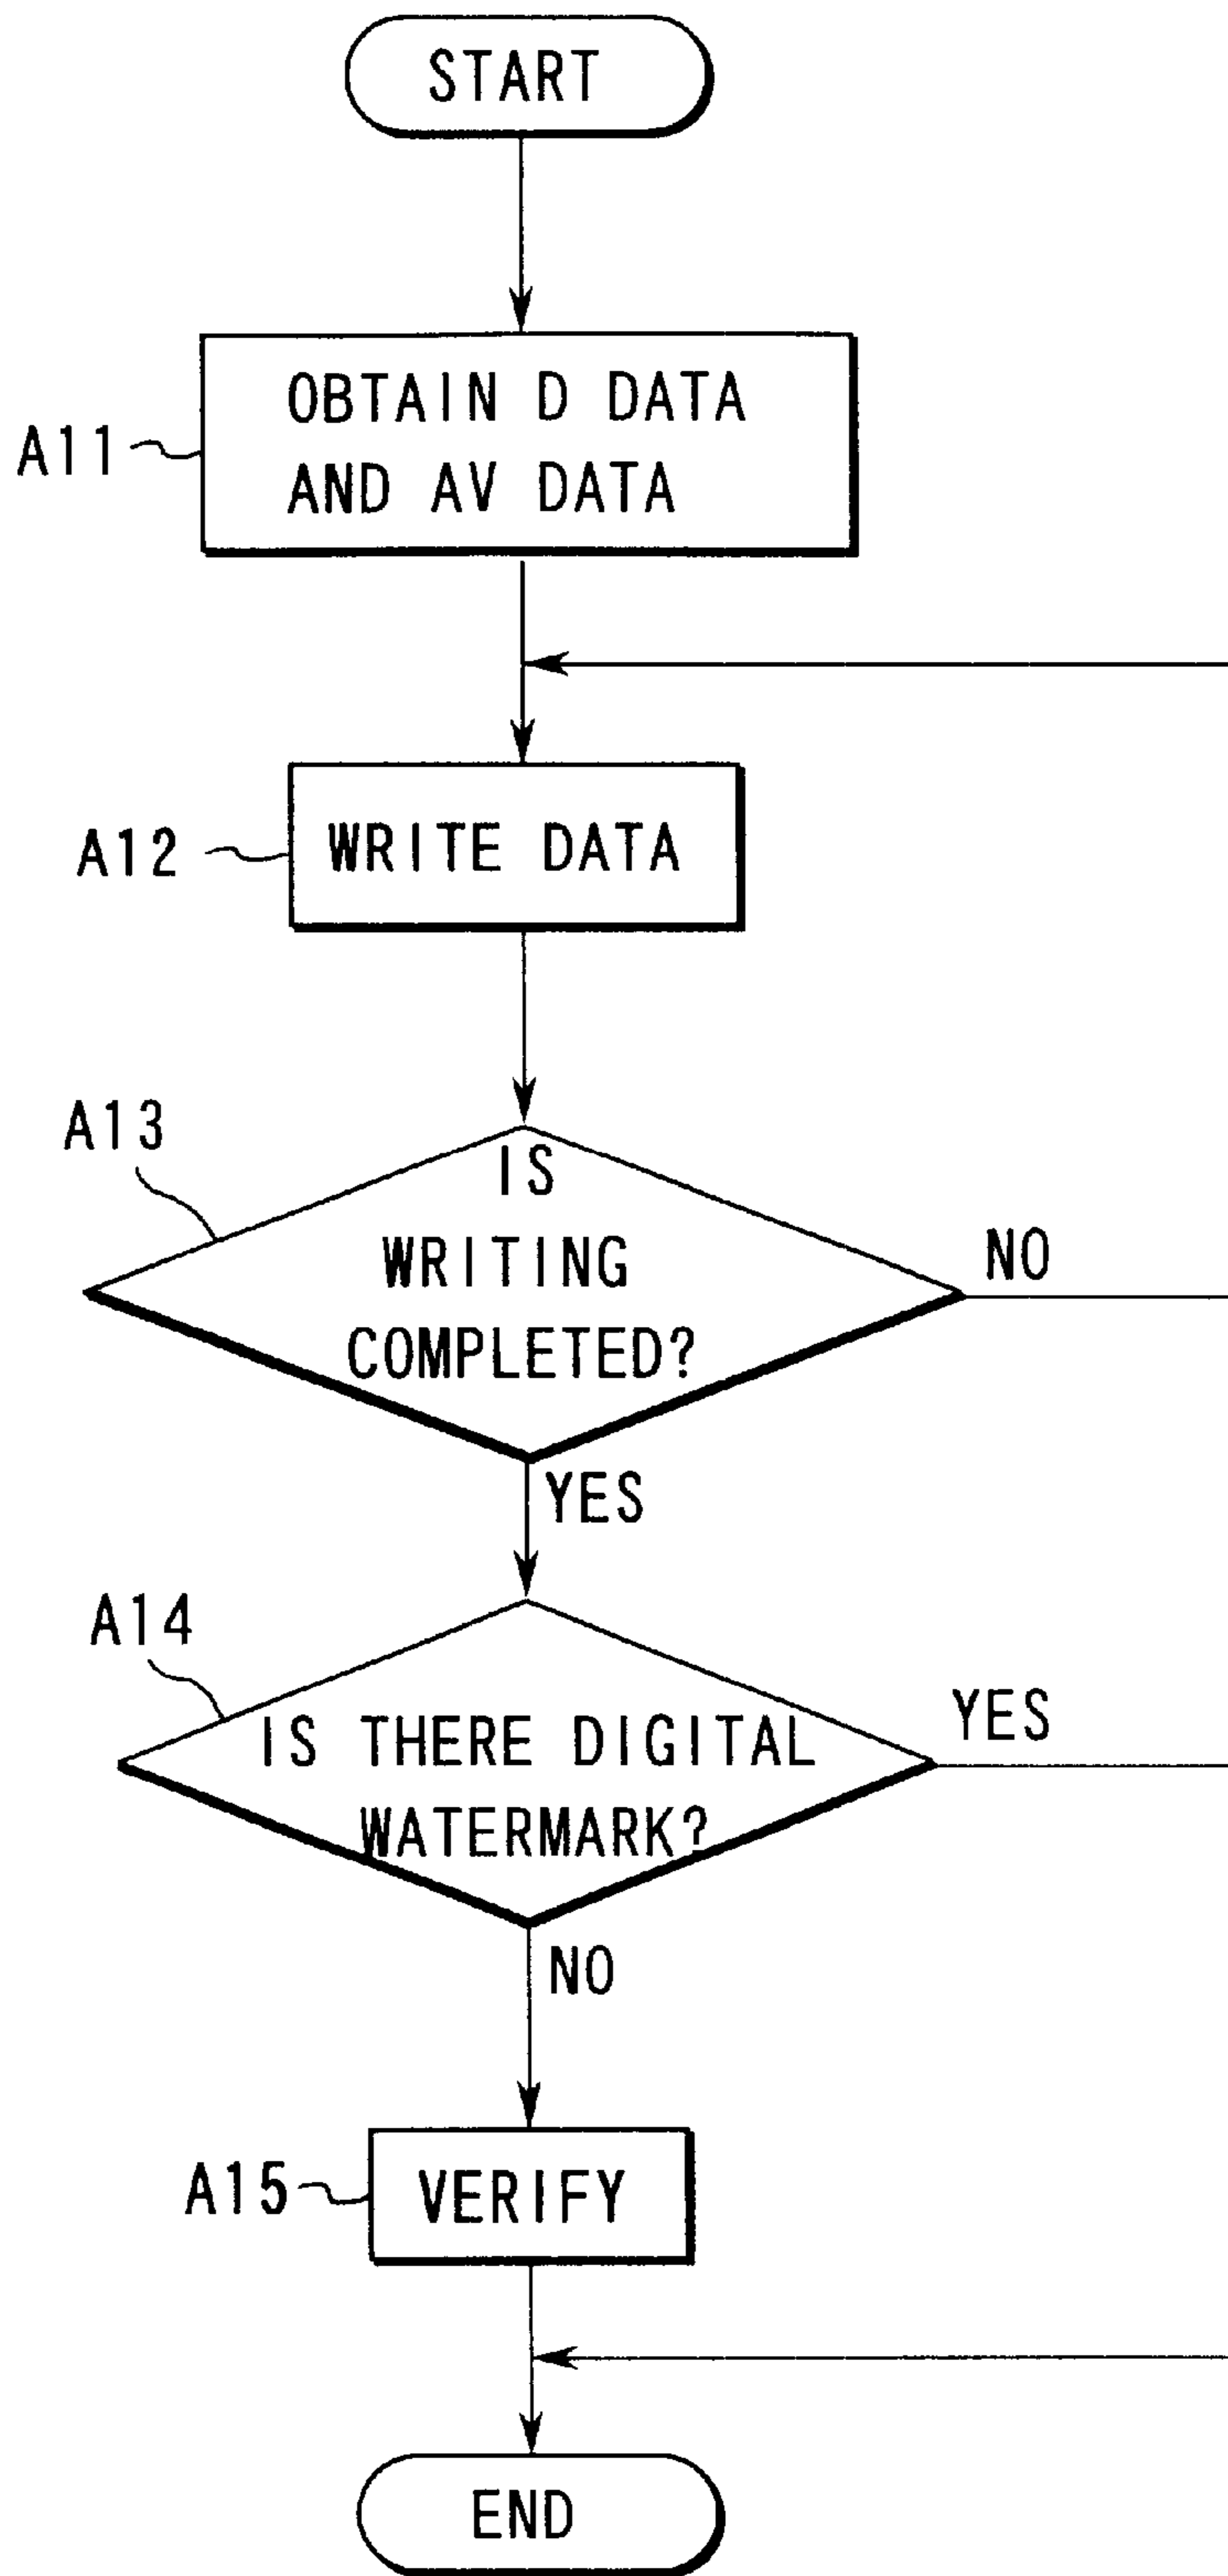 START
A11
OBTAIN D DATA
AND AV DATA
A12
WRITE DATA
A13
IS
WRITING
COMPLETED?
NO
YES
A14
IS THERE DIGITAL
WATERMARK?
YES
NO
A15
VERIFY
END